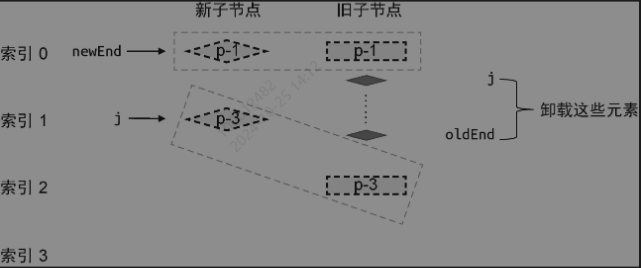 新子节点 旧子节点
索引 0 newEnd p-1 p-1
j
卸载这些元素
索引 1 j p-3
oldEnd
索引 2 p-3
索引 3